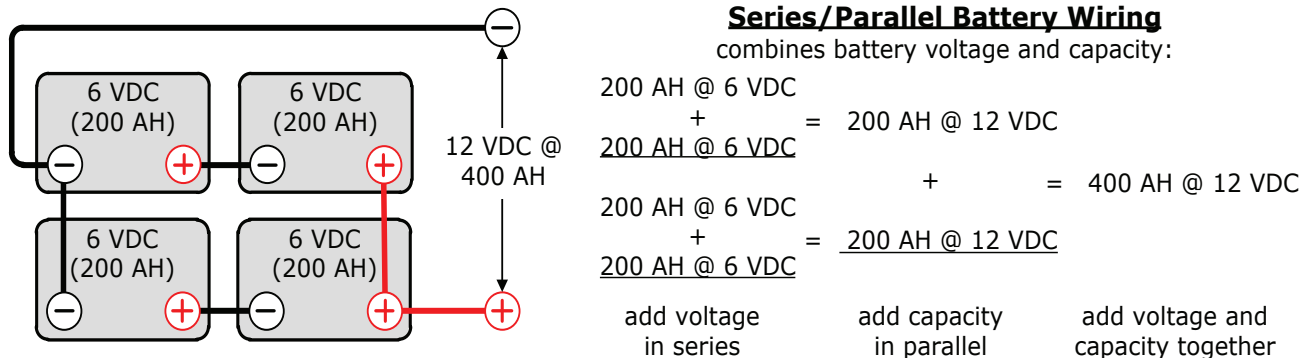 6 VDC
(200 AH)
6 VDC
(200 AH)
6 VDC
(200 AH)
6 VDC
(200 AH)
12 VDC @
400 AH
Series/Parallel Battery Wiring
combines battery voltage and capacity:
200 AH @ 6 VDC
+
200 AH @ 6 VDC
= 200 AH @ 12 VDC
200 AH @ 6 VDC
+
200 AH @ 6 VDC
= 200 AH @ 12 VDC
+
= 400 AH @ 12 VDC
add voltage
in series
add capacity
in parallel
add voltage and
capacity together